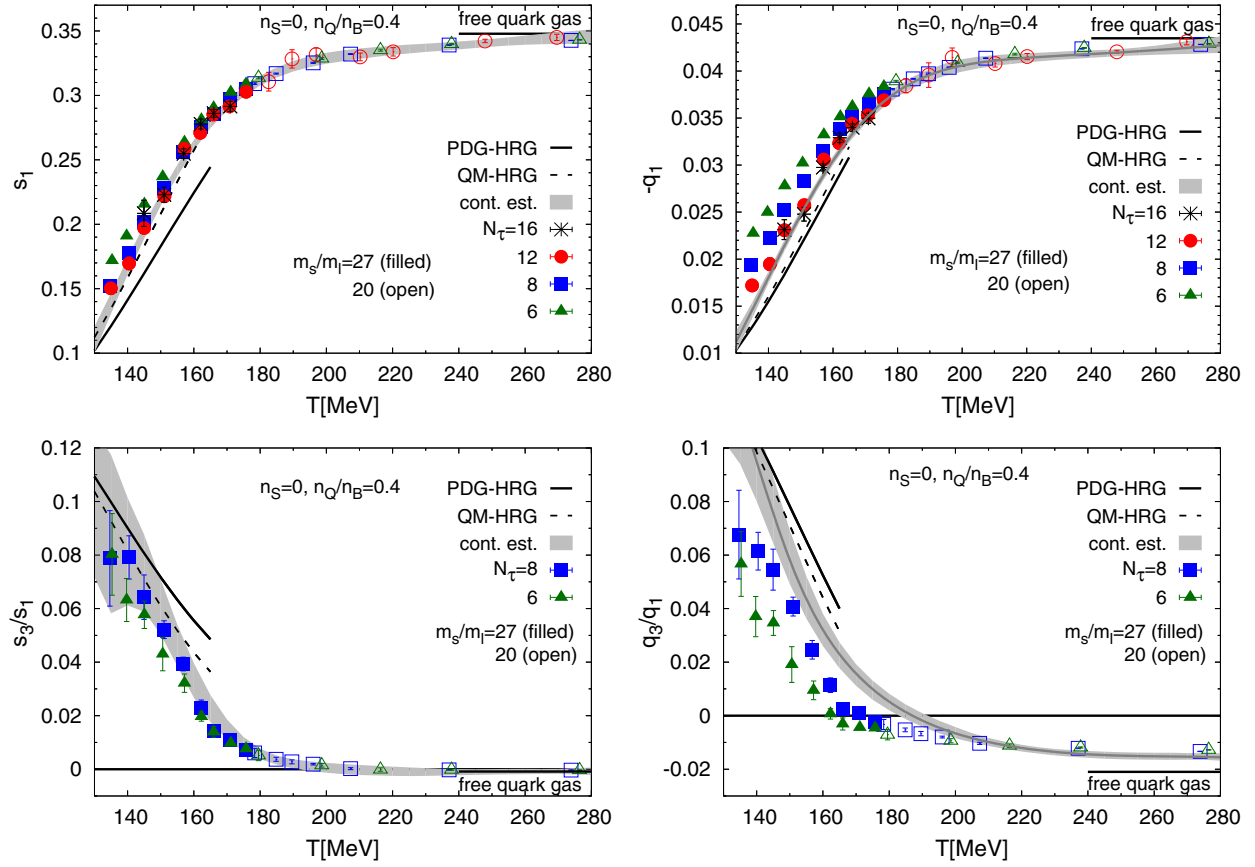 n_S=0, n_Q/n_B=0.4
free quark gas
s_1
0.35
0.3
0.25
0.2
0.15
0.1
PDG-HRG
QM-HRG
cont. est.
N_τ=16
12
8
6
m_s/m_l=27 (filled)
20 (open)
140 160 180 200 220 240 260 280
T[MeV]
n_S=0, n_Q/n_B=0.4
free quark gas
-q_1
0.045
0.04
0.035
0.03
0.025
0.02
0.015
0.01
PDG-HRG
QM-HRG
cont. est.
N_τ=16
12
8
6
m_s/m_l=27 (filled)
20 (open)
140 160 180 200 220 240 260 280
T[MeV]
n_S=0, n_Q/n_B=0.4
s_3/s_1
0.12
0.1
0.08
0.06
0.04
0.02
0
PDG-HRG
QM-HRG
cont. est.
N_τ=8
6
m_s/m_l=27 (filled)
20 (open)
free quark gas
140 160 180 200 220 240 260 280
T[MeV]
n_S=0, n_Q/n_B=0.4
q_3/q_1
0.1
0.08
0.06
0.04
0.02
0
-0.02
PDG-HRG
QM-HRG
cont. est.
N_τ=8
6
m_s/m_l=27 (filled)
20 (open)
free quark gas
140 160 180 200 220 240 260 280
T[MeV]